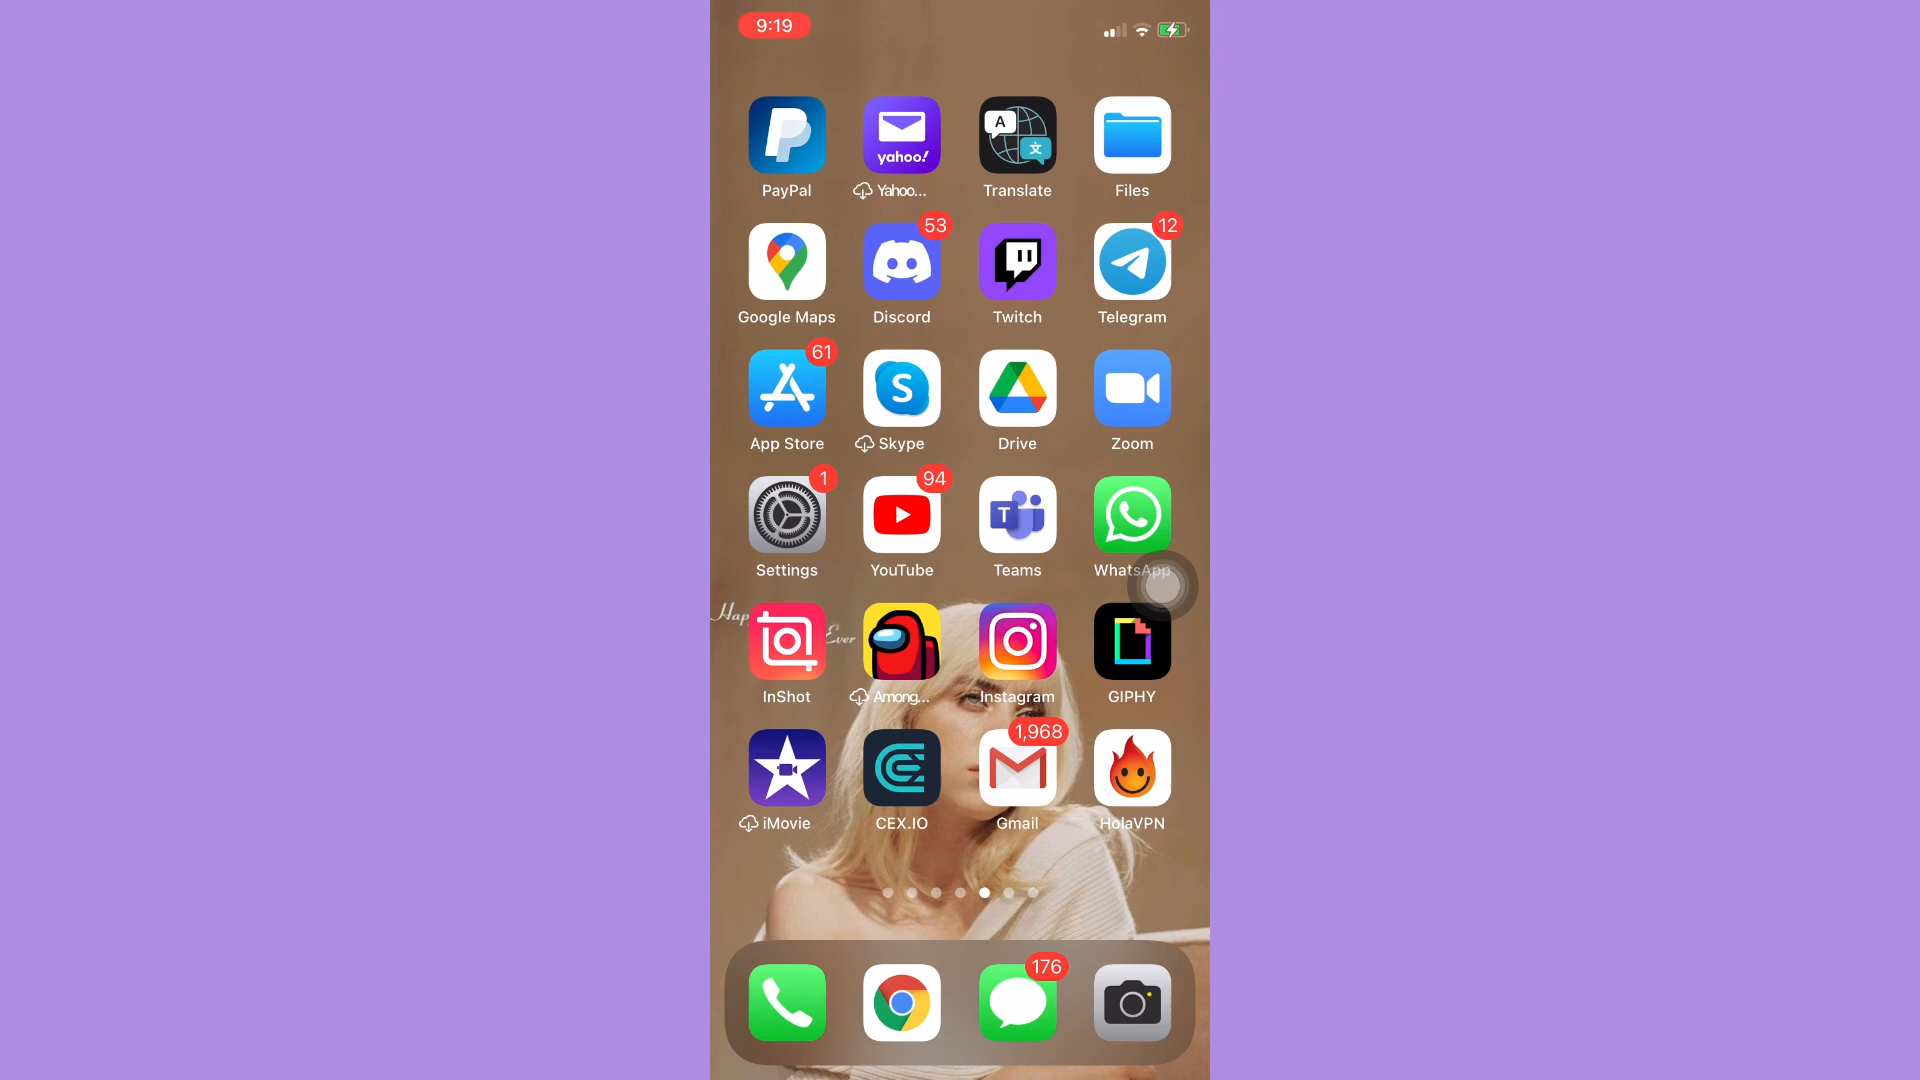 9:19
yahoo!
A
文
PayPal
Yahoo...
Translate
Files
53
12
Google Maps
Discord
Twitch
Telegram
61
S
App Store
Skype
Drive
Zoom
1
94
T
Settings
YouTube
Teams
WhatsApp
Ever
InShot
Among...
Instagram
GIPHY
1,968
iMovie
CEX.IO
Gmail
HolaVPN
176